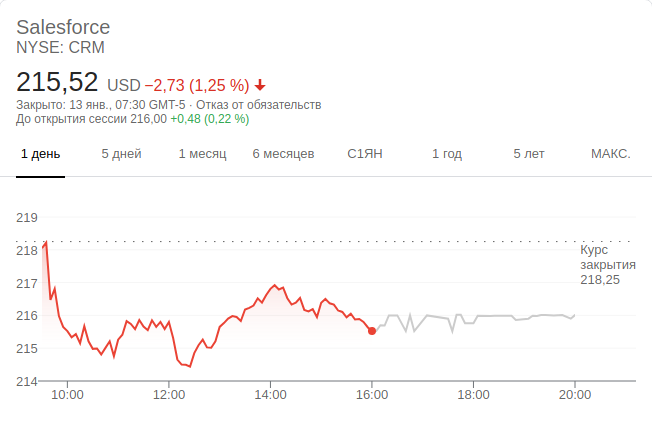 Salesforce
NYSE: CRM
215,52 USD −2,73 (1,25 %)
Закрыто: 13 янв., 07:30 GMT-5 · Отказ от обязательств
До открытия сессии 216,00 +0,48 (0,22 %)
1 день 5 дней 1 месяц 6 месяцев С1ЯН 1 год 5 лет МАКС.
219
218
217
216
215
214
Курс
закрытия
218,25
10:00 12:00 14:00 16:00 18:00 20:00